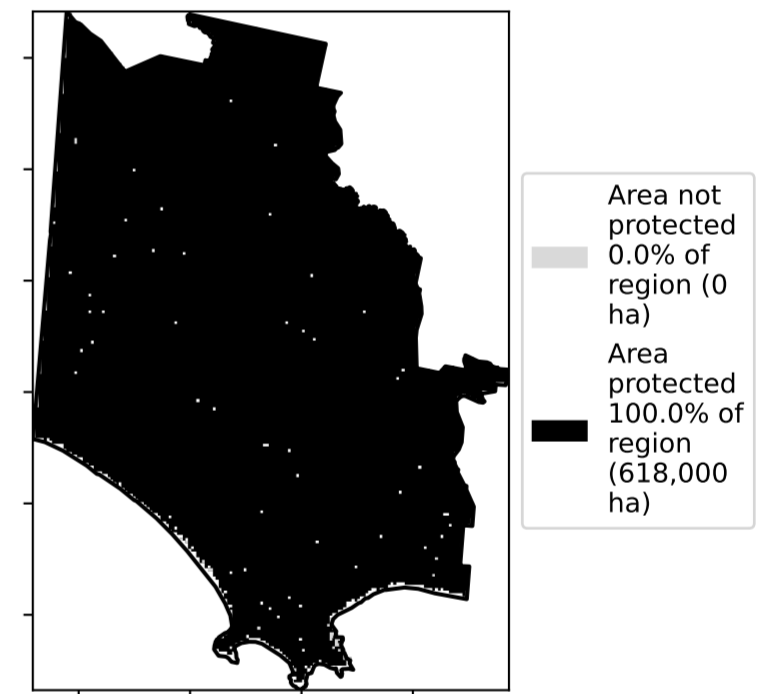 Area not
protected
0.0% of
region (0
ha)
Area
protected
100.0% of
region
(618,000
ha)